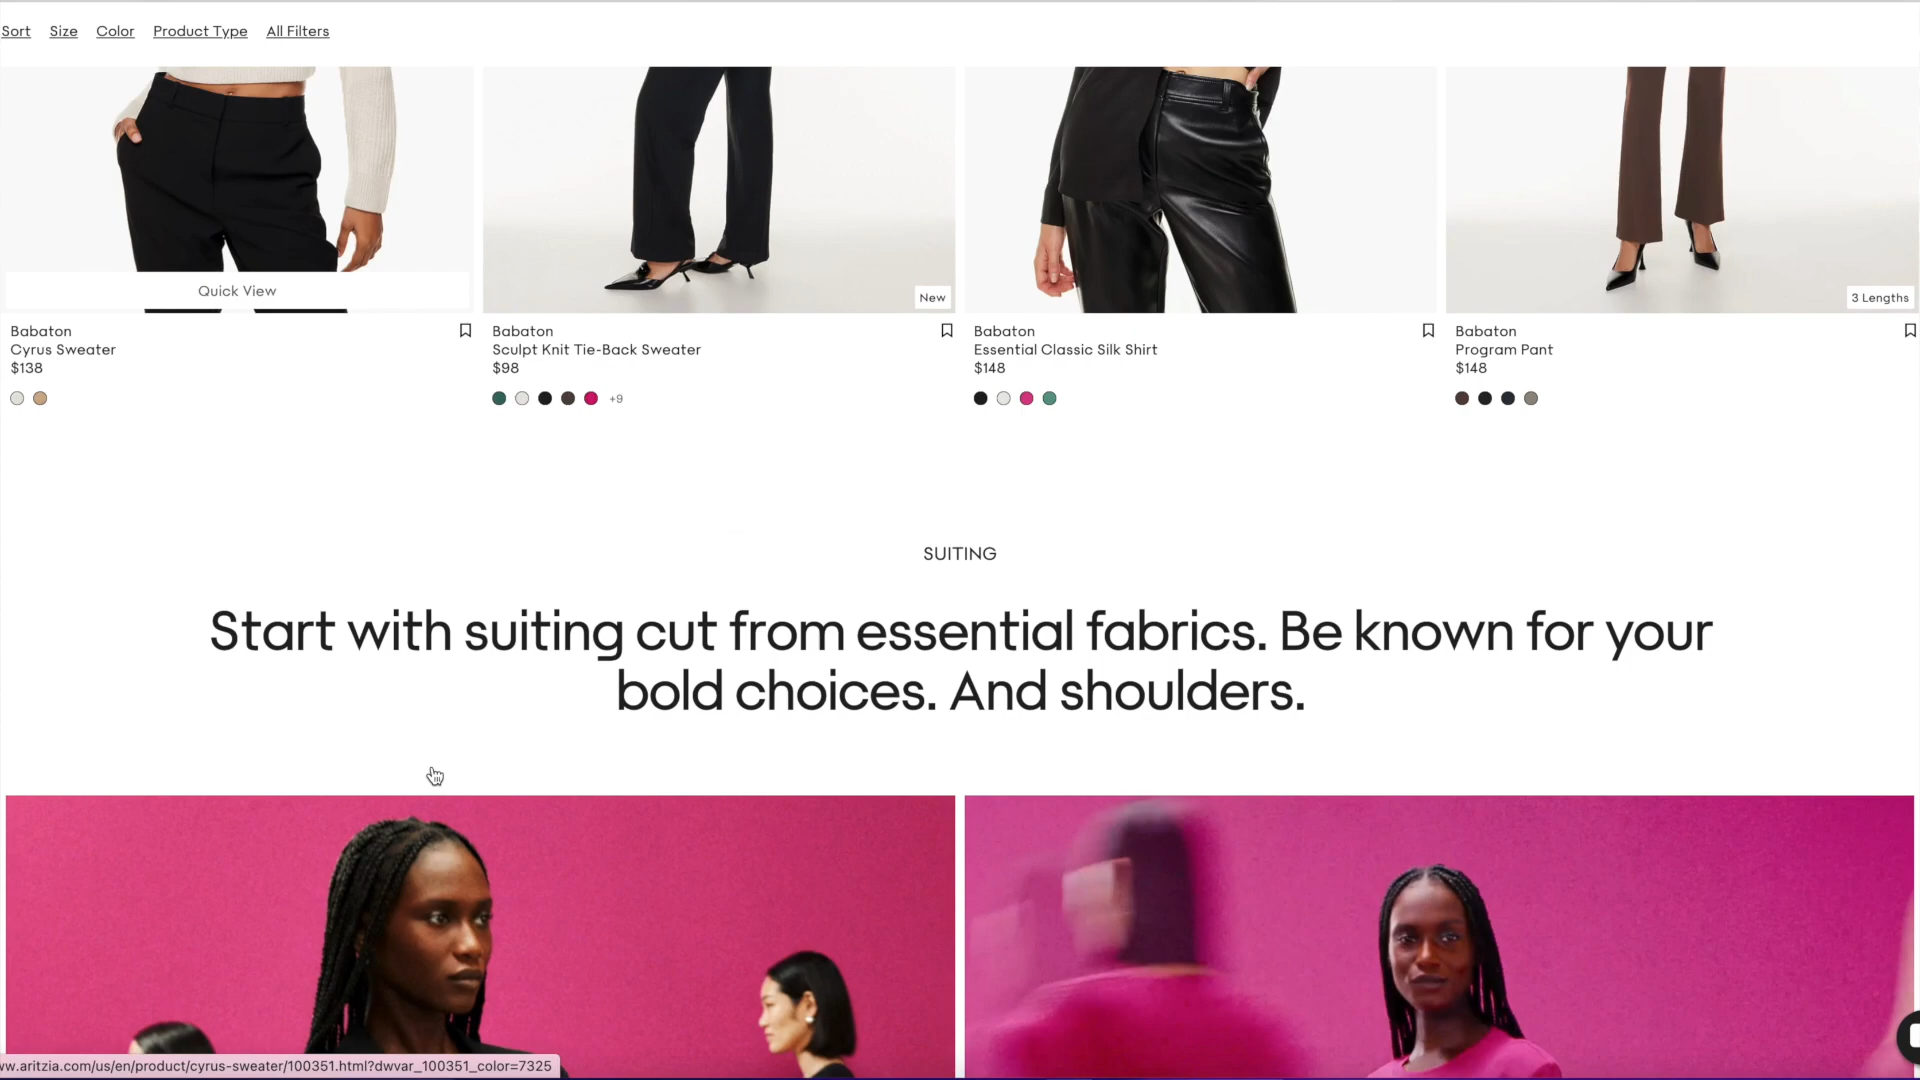 Sort Size Color Product Type All Filters
Quick View
New
3 Lengths
Babaton
Cyrus Sweater
$138
Babaton
Sculpt Knit Tie-Back Sweater
$98
+9
Babaton
Essential Classic Silk Shirt
$148
Babaton
Program Pant
$148
SUITING
Start with suiting cut from essential fabrics. Be known for your
bold choices. And shoulders.
ww.aritzia.com/us/en/product/cyrus-sweater/100351.html?dwvar_100351_color=7325